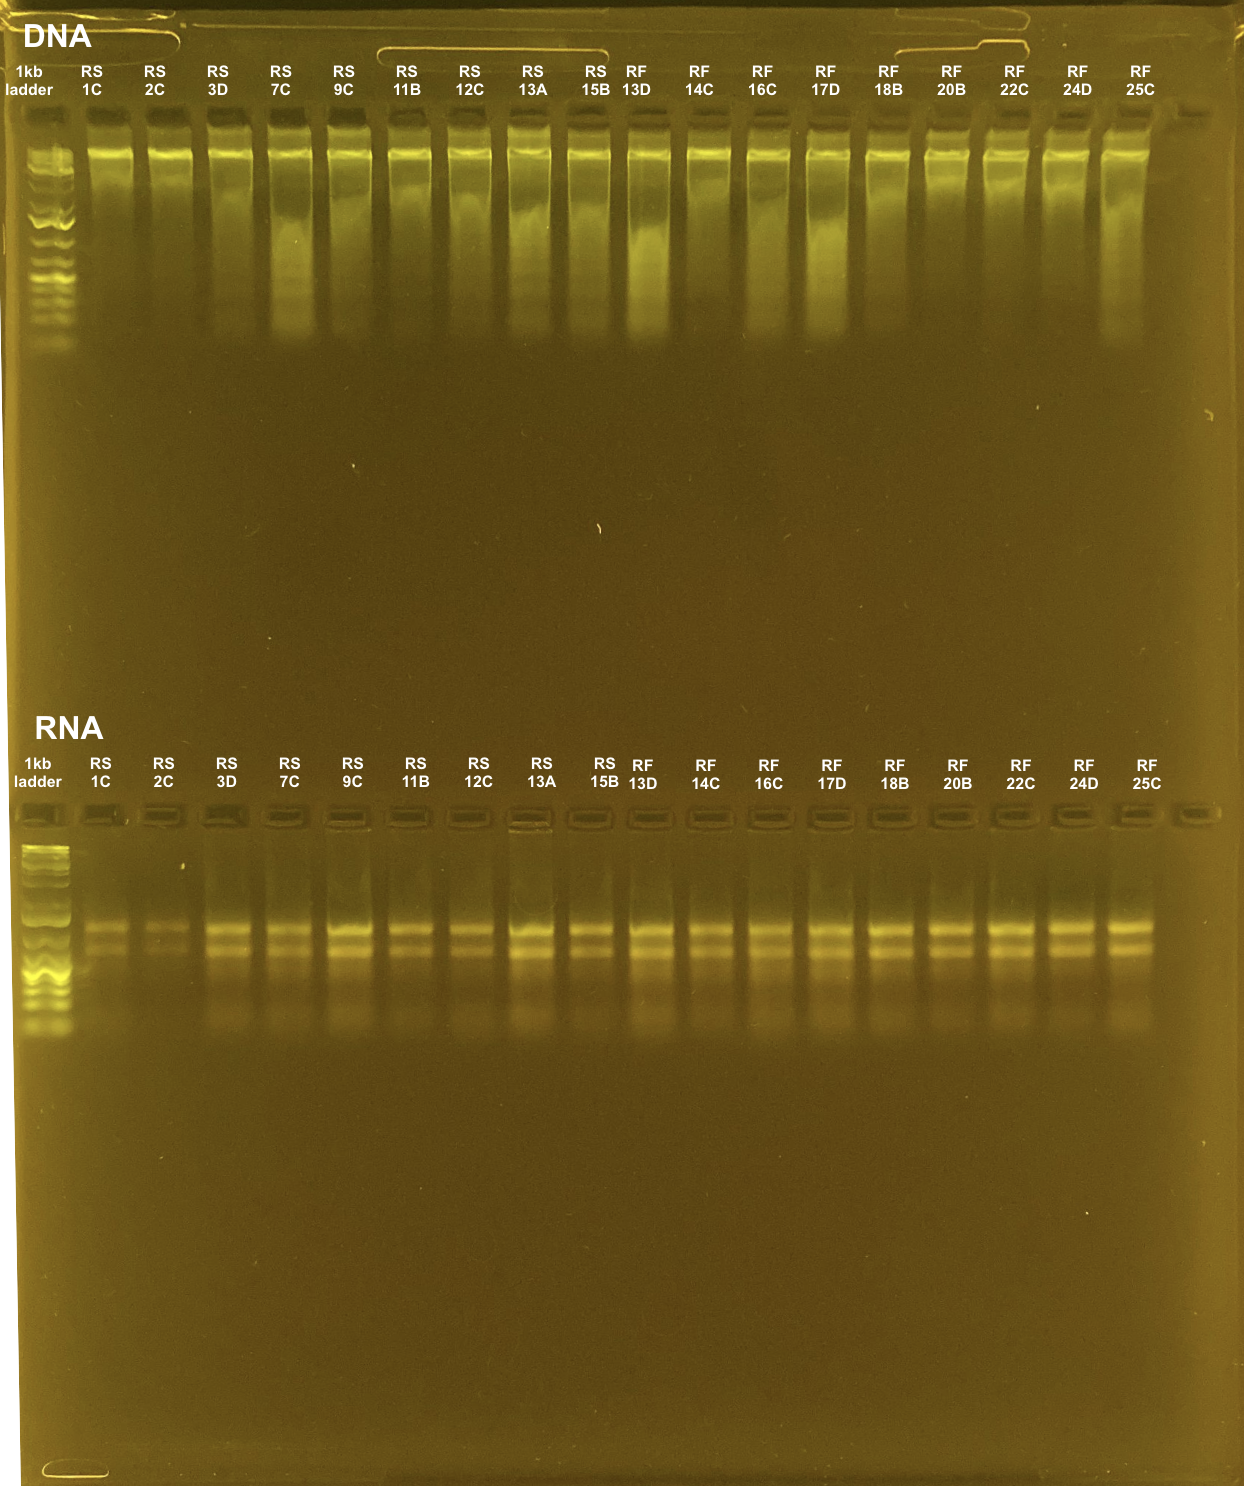 DNA
1kb RS RS RS RS RS RS RS RS RS RF RF RF RF RF RF RF RF RF
ladder 1C 2C 3D 7C 9C 11B 12C 13A 15B 13D 14C 16C 17D 18B 20B 22C 24D 25C
RNA
1kb RS RS RS RS RS RS RS RS RS RF RF RF RF RF RF RF RF RF
ladder 1C 2C 3D 7C 9C 11B 12C 13A 15B 13D 14C 16C 17D 18B 20B 22C 24D 25C